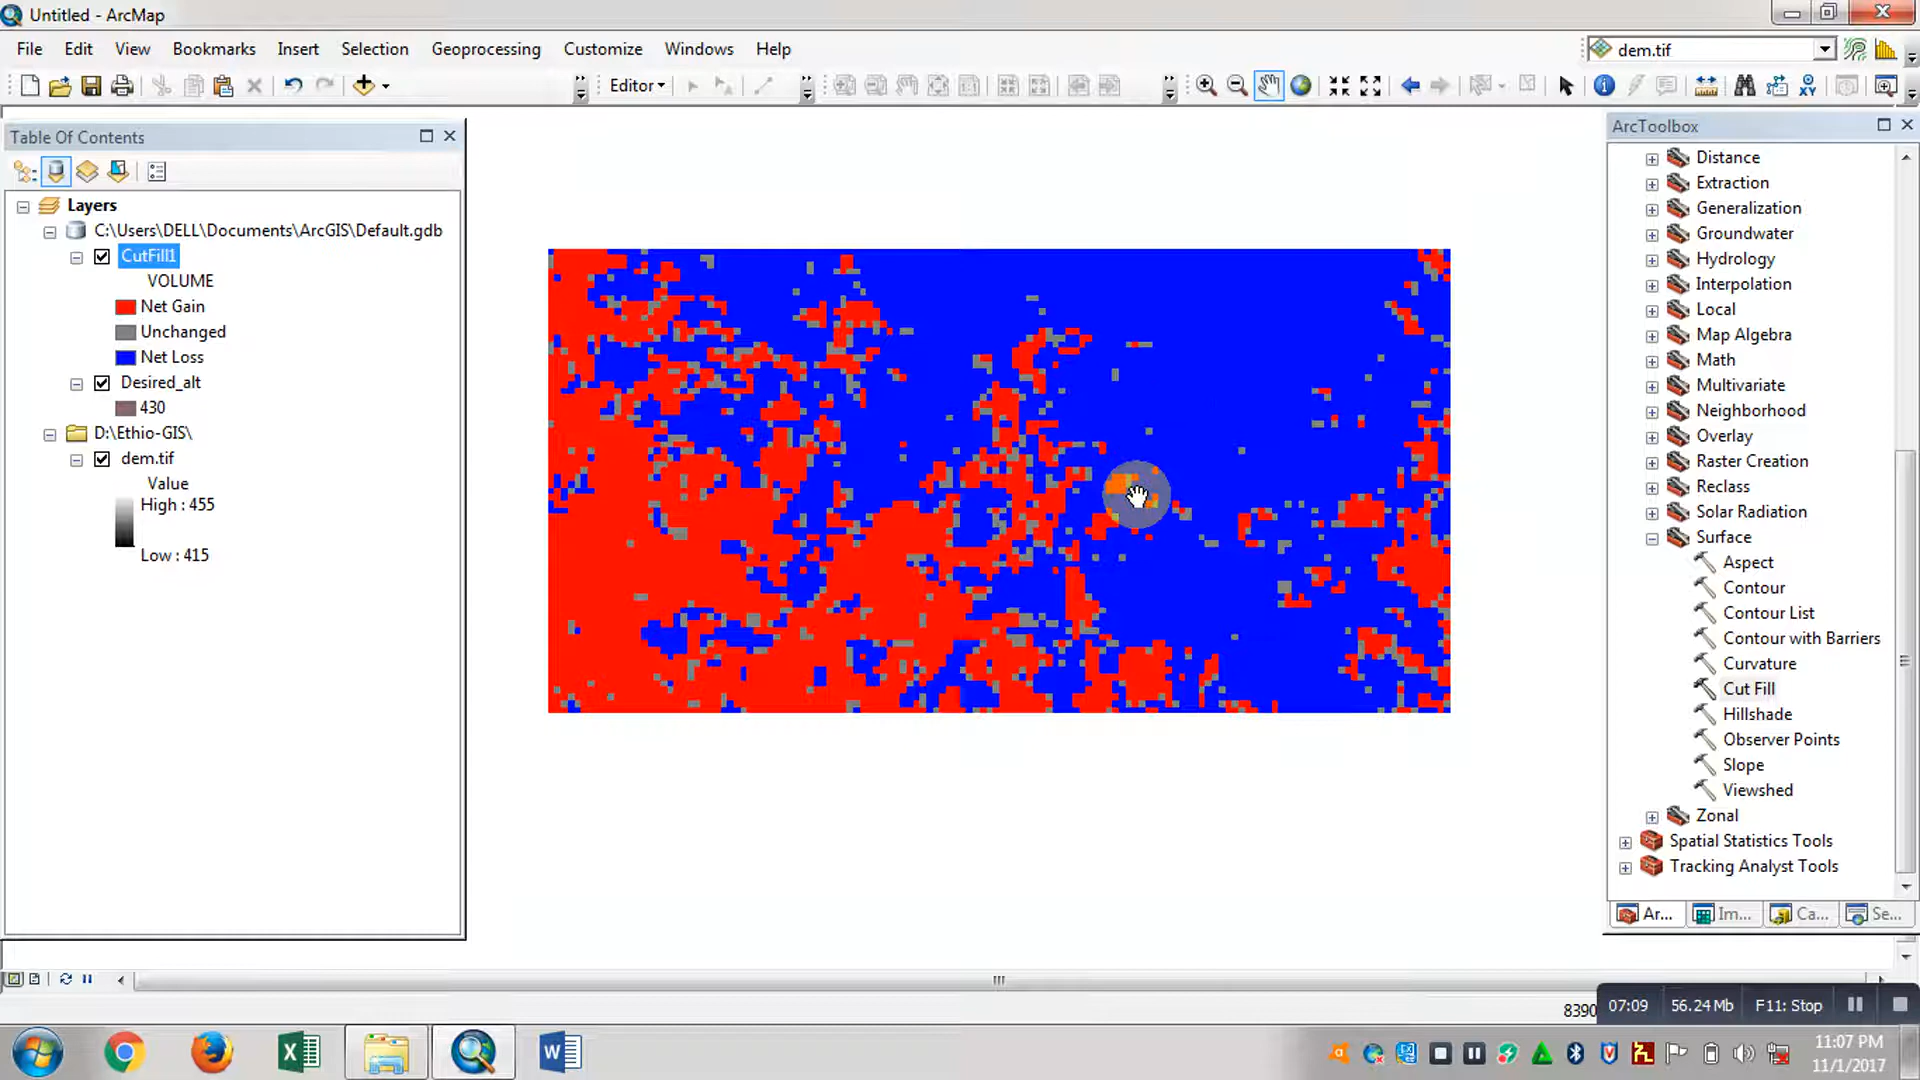 Untitled - ArcMap
File Edit View Bookmarks Insert Selection Geoprocessing Customize Windows Help
dem.tif
Editor
Table Of Contents
Layers
C:\Users\DELL\Documents\ArcGIS\Default.gdb
CutFill1
VOLUME
Net Gain
Unchanged
Net Loss
Desired_alt
430
D:\Ethio-GIS\
dem.tif
Value
High : 455
Low : 415
ArcToolbox
Distance
Extraction
Generalization
Groundwater
Hydrology
Interpolation
Local
Map Algebra
Math
Multivariate
Neighborhood
Overlay
Raster Creation
Reclass
Solar Radiation
Surface
Aspect
Contour
Contour List
Contour with Barriers
Curvature
Cut Fill
Hillshade
Observer Points
Slope
Viewshed
Zonal
Spatial Statistics Tools
Tracking Analyst Tools
Ar... Im... Ca... Se...
8390
07:09 56.24 Mb F11: Stop
11:07 PM
11/1/2017